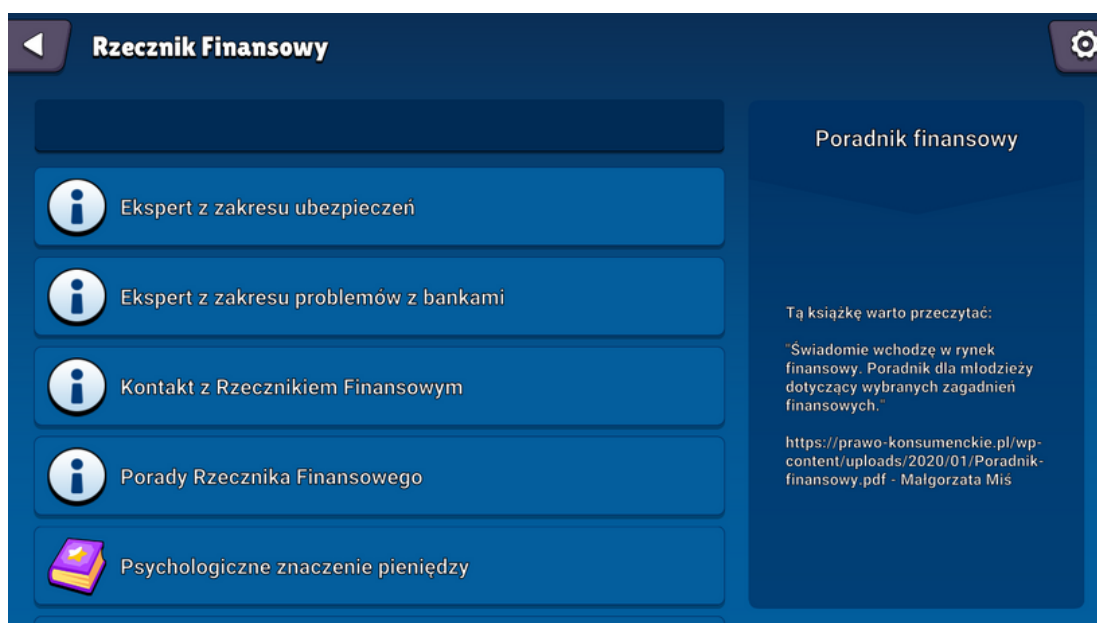 Rzecznik Finansowy
Ekspert z zakresu ubezpieczeń
Ekspert z zakresu problemów z bankami
Kontakt z Rzecznikiem Finansowym
Porady Rzecznika Finansowego
Psychologiczne znaczenie pieniędzy
Poradnik finansowy
Tą książkę warto przeczytać:
"Świadomie wchodzę w rynek
finansowy. Poradnik dla młodzieży
dotyczący wybranych zagadnień
finansowych."
https://prawo-konsumenckie.pl/wp-
content/uploads/2020/01/Poradnik-
finansowy.pdf - Małgorzata Miś